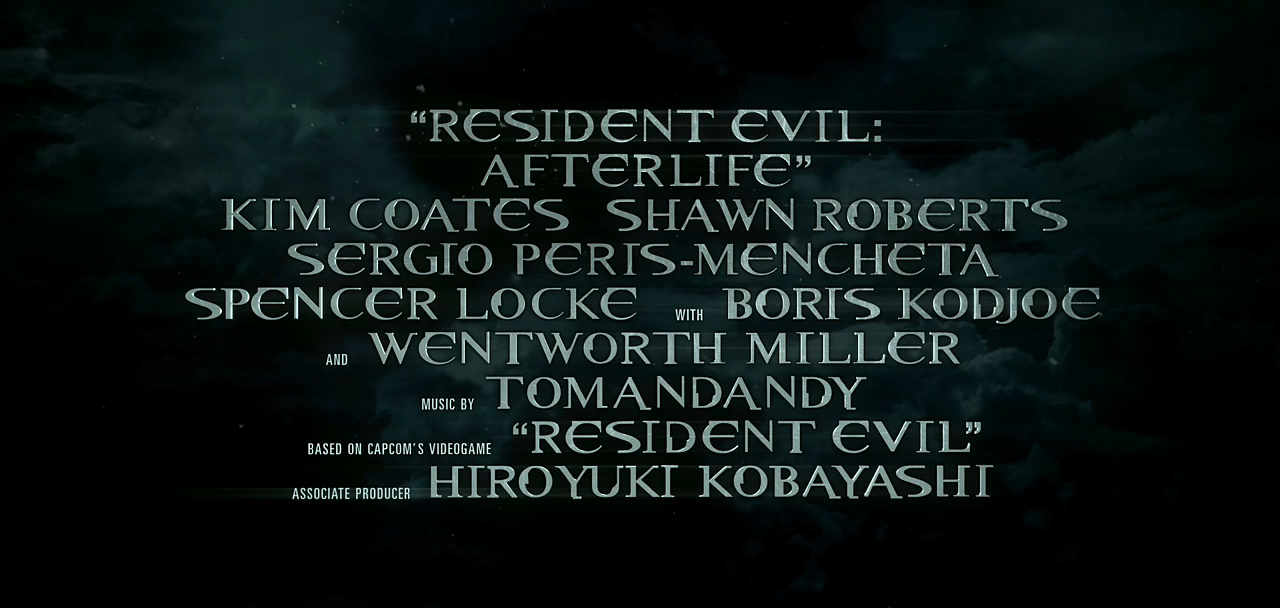 “RESIDENT EVIL:
AFTERLIFE”
KIM COATES SHAWN ROBERTS
SERGIO PERIS-MENCHETA
SPENCER LOCKE WITH BORIS KODJOE
AND WENTWORTH MILLER
MUSIC BY TOMANDANDY
BASED ON CAPCOM’S VIDEOGAME “RESIDENT EVIL”
ASSOCIATE PRODUCER HIROYUKI KOBAYASHI